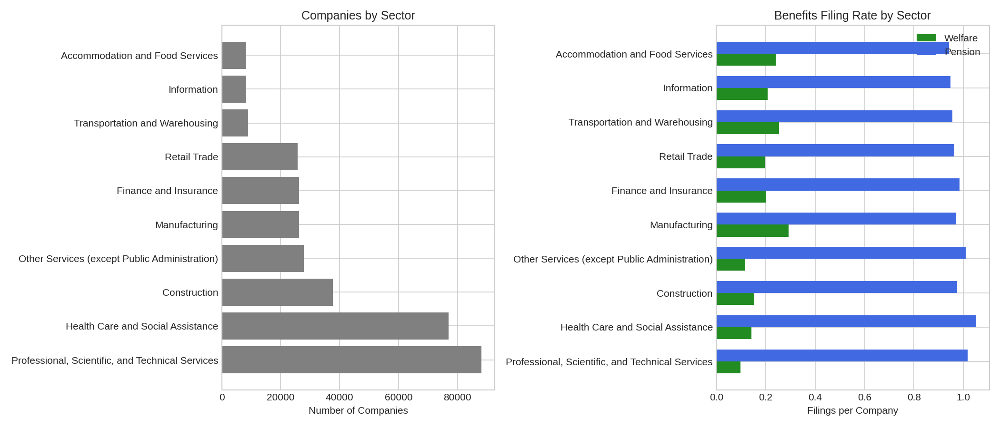 Companies by Sector
Accommodation and Food Services
Information
Transportation and Warehousing
Retail Trade
Finance and Insurance
Manufacturing
Other Services (except Public Administration)
Construction
Health Care and Social Assistance
Professional, Scientific, and Technical Services
0 20000 40000 60000 80000
Number of Companies
Benefits Filing Rate by Sector
Welfare
Pension
Accommodation and Food Services
Information
Transportation and Warehousing
Retail Trade
Finance and Insurance
Manufacturing
Other Services (except Public Administration)
Construction
Health Care and Social Assistance
Professional, Scientific, and Technical Services
0.0 0.2 0.4 0.6 0.8 1.0
Filings per Company